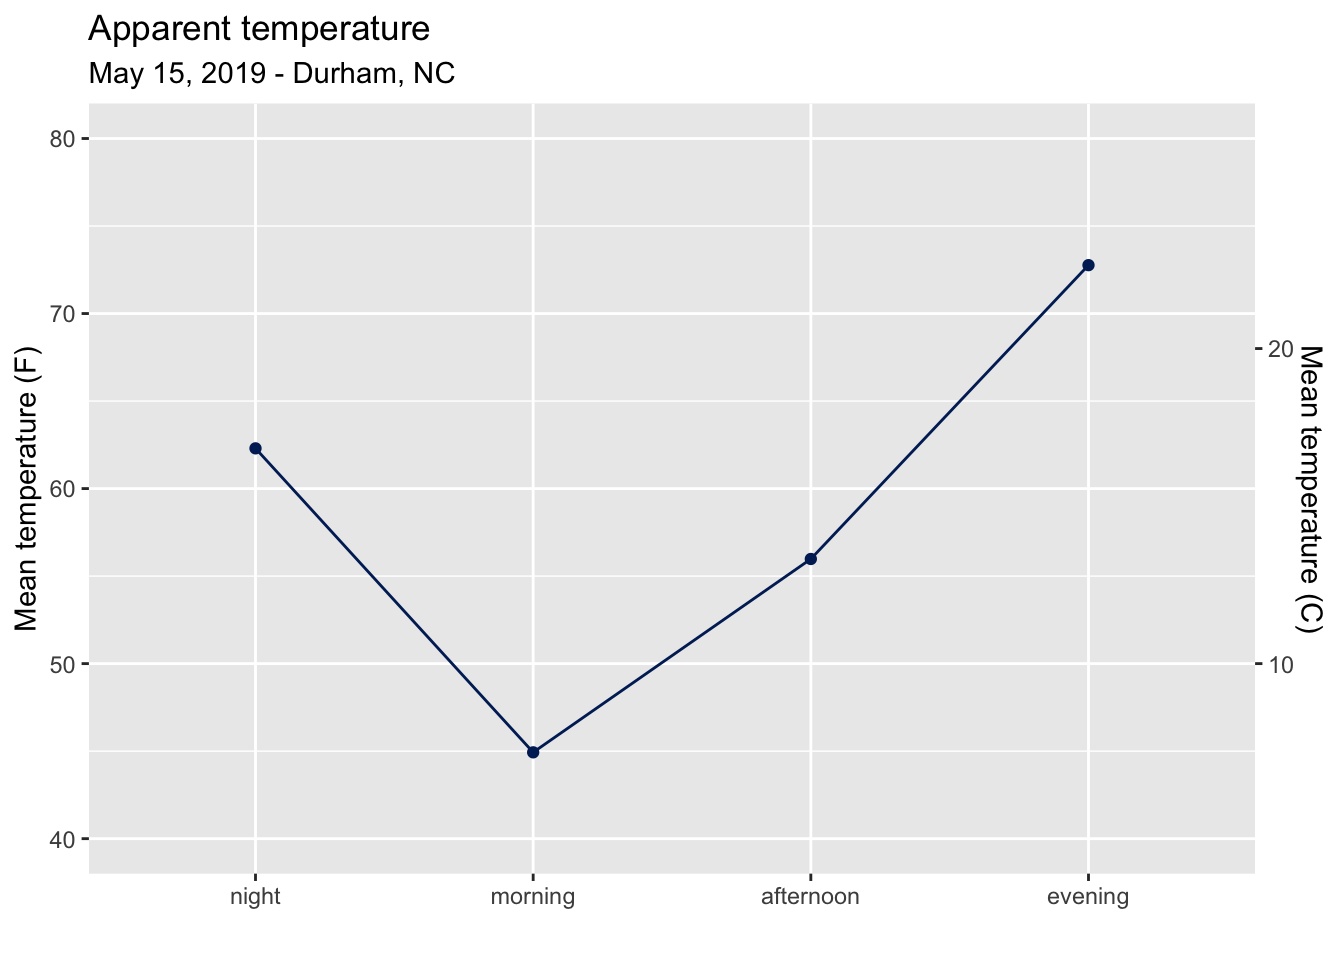 Apparent temperature
May 15, 2019 - Durham, NC
80
70
60
50
40
Mean temperature (F)
20
10
Mean temperature (C)
night
morning
afternoon
evening